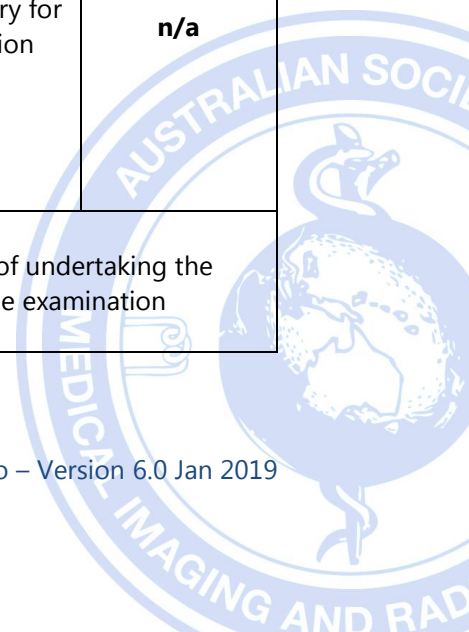 ry for
ion
n/a
of undertaking the
e examination
o – Version 6.0 Jan 2019
AUSTRALIAN SOCI
MEDICAL IMAGING AND RAD